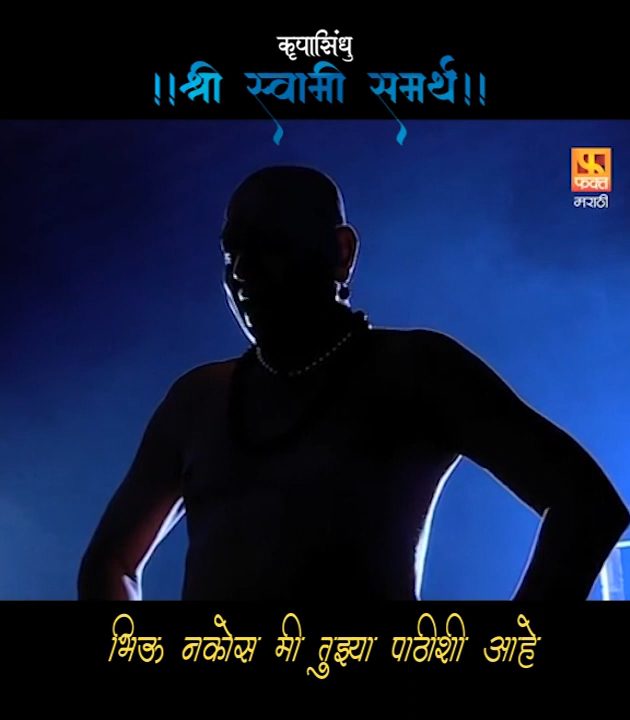 कृपासिंधु
!!श्री स्वामी समर्थ!!
फक्त
मराठी
भिऊ नकोस मी तुझ्या पाठीशी आहे